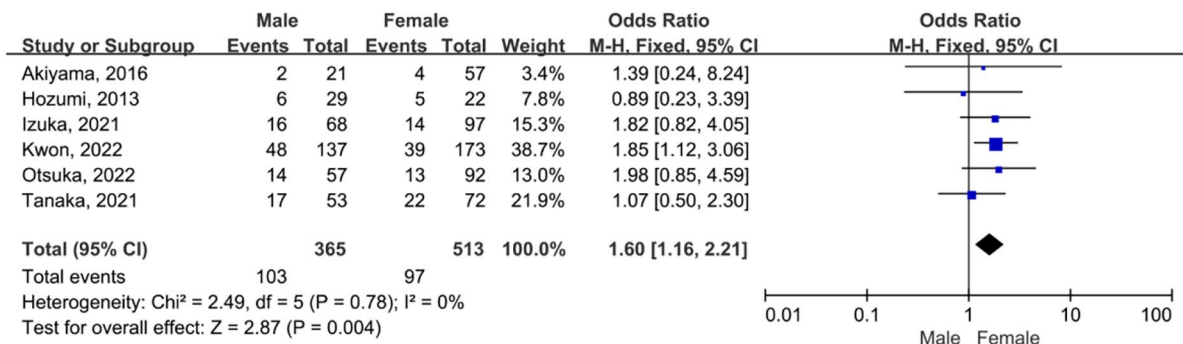 Male Female Odds Ratio Odds Ratio
Study or Subgroup Events Total Events Total Weight M-H, Fixed, 95% CI M-H, Fixed, 95% CI
Akiyama, 2016 2 21 4 57 3.4% 1.39 [0.24, 8.24]
Hozumi, 2013 6 29 5 22 7.8% 0.89 [0.23, 3.39]
Izuka, 2021 16 68 14 97 15.3% 1.82 [0.82, 4.05]
Kwon, 2022 48 137 39 173 38.7% 1.85 [1.12, 3.06]
Otsuka, 2022 14 57 13 92 13.0% 1.98 [0.85, 4.59]
Tanaka, 2021 17 53 22 72 21.9% 1.07 [0.50, 2.30]
Total (95% CI) 365 513 100.0% 1.60 [1.16, 2.21]
Total events 103 97
Heterogeneity: Chi² = 2.49, df = 5 (P = 0.78); I² = 0%
Test for overall effect: Z = 2.87 (P = 0.004)
0.01 0.1 1 10 100
Male Female